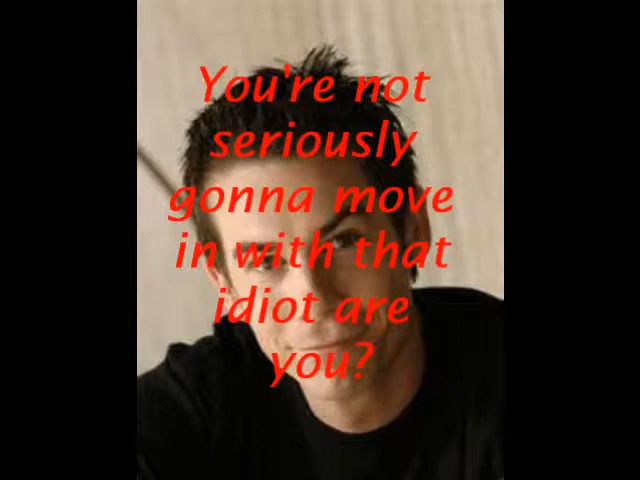 You're not
seriously
gonna move
in with that
idiot are
you?